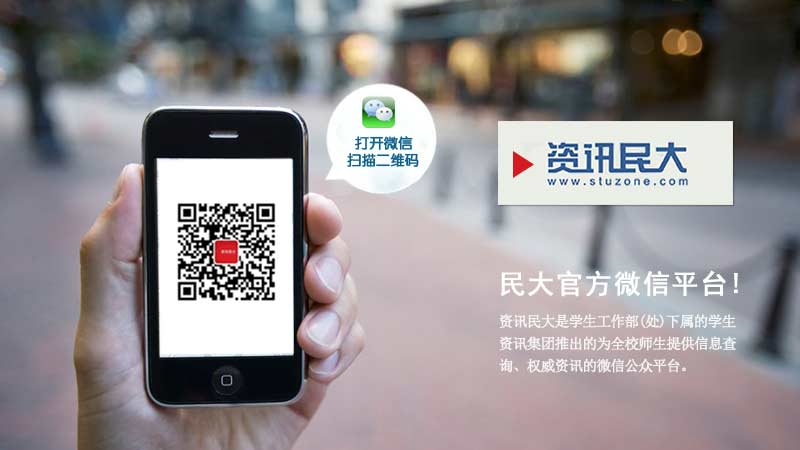 打开微信
扫描二维码
资讯民大
www.stuzone.com
民大官方微信平台!
资讯民大是学生工作部(处)下属的学生
资讯集团推出的为全校师生提供信息查
询、权威资讯的微信公众平台。